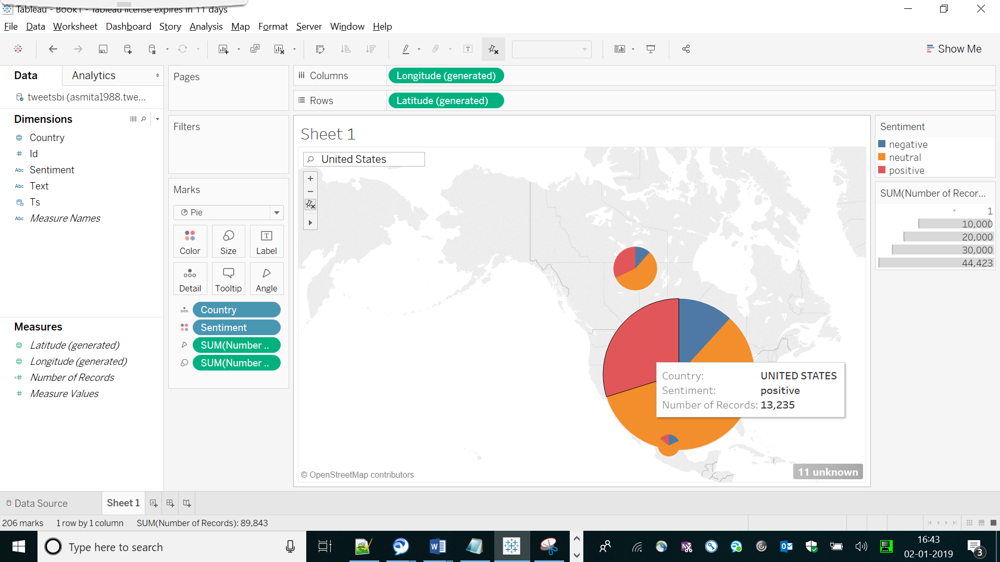 Tableau - Book1 - Tableau license expires in 11 days
File Data Worksheet Dashboard Story Analysis Map Format Server Window Help
Show Me
Data Analytics
tweetsbi (asmita1988.twe...
Dimensions
Country
Id
Abc Sentiment
Abc Text
Ts
Abc Measure Names
Measures
Latitude (generated)
Longitude (generated)
Number of Records
Measure Values
Pages
Filters
Marks
Pie
Color Size Label
Detail Tooltip Angle
Country
Sentiment
SUM(Number ..
SUM(Number ..
Columns Longitude (generated)
Rows Latitude (generated)
Sheet 1
United States
Country: UNITED STATES
Sentiment: positive
Number of Records: 13,235
© OpenStreetMap contributors
11 unknown
Sentiment
negative
neutral
positive
SUM(Number of Recor...
1
10,000
20,000
30,000
44,423
Data Source Sheet 1
206 marks 1 row by 1 column SUM(Number of Records): 89,843
Type here to search
16:43
02-01-2019
3